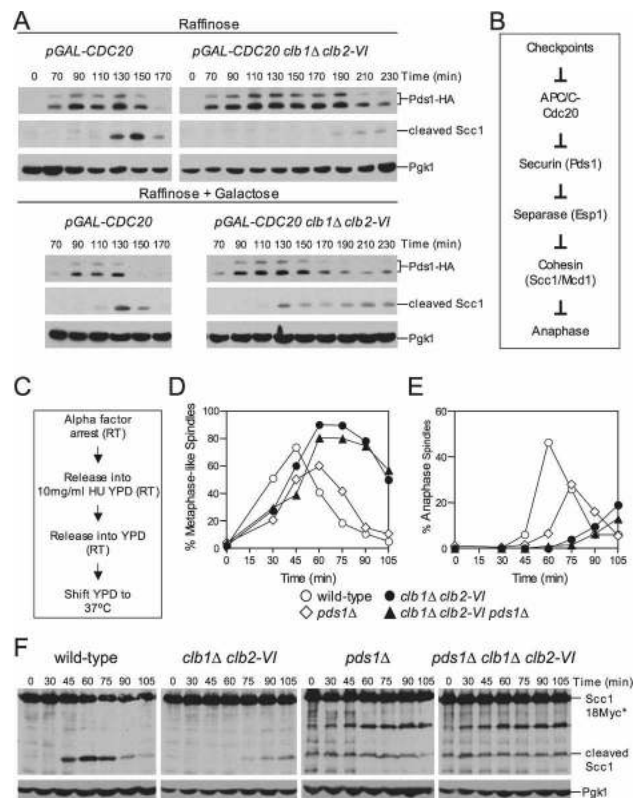 A
Raffinose
pGAL-CDC20
pGAL-CDC20 clb1Δ clb2-VI
0 70 90 110 130 150 170
0 70 90 110 130 150 170 190 210 230
Time (min)
Pds1-HA
cleaved Scc1
Pgk1
Raffinose + Galactose
pGAL-CDC20
pGAL-CDC20 clb1Δ clb2-VI
70 90 110 130 150 170
70 90 110 130 150 170 190 210 230
Time (min)
Pds1-HA
cleaved Scc1
Pgk1
B
Checkpoints
APC/C-
Cdc20
Securin (Pds1)
Separase (Esp1)
Cohesin
(Scc1/Mcd1)
Anaphase
C
Alpha factor
arrest (RT)
Release into
10mg/ml HU YPD (RT)
Release into YPD
(RT)
Shift YPD to
37ºC
D
% Metaphase-like Spindles
100
80
60
40
20
0
0 15 30 45 60 75 90 105
Time (min)
E
% Anaphase Spindles
60
40
20
0
0 15 30 45 60 75 90 105
Time (min)
wild-type
clb1Δ clb2-VI
pds1Δ
clb1Δ clb2-VI pds1Δ
F
wild-type
clb1Δ clb2-VI
pds1Δ
pds1Δ clb1Δ clb2-VI
0 30 45 60 75 90 105
0 30 45 60 75 90 105
0 30 45 60 75 90 105
0 30 45 60 75 90 105
Time (min)
Scc1
18Myc*
cleaved
Scc1
Pgk1